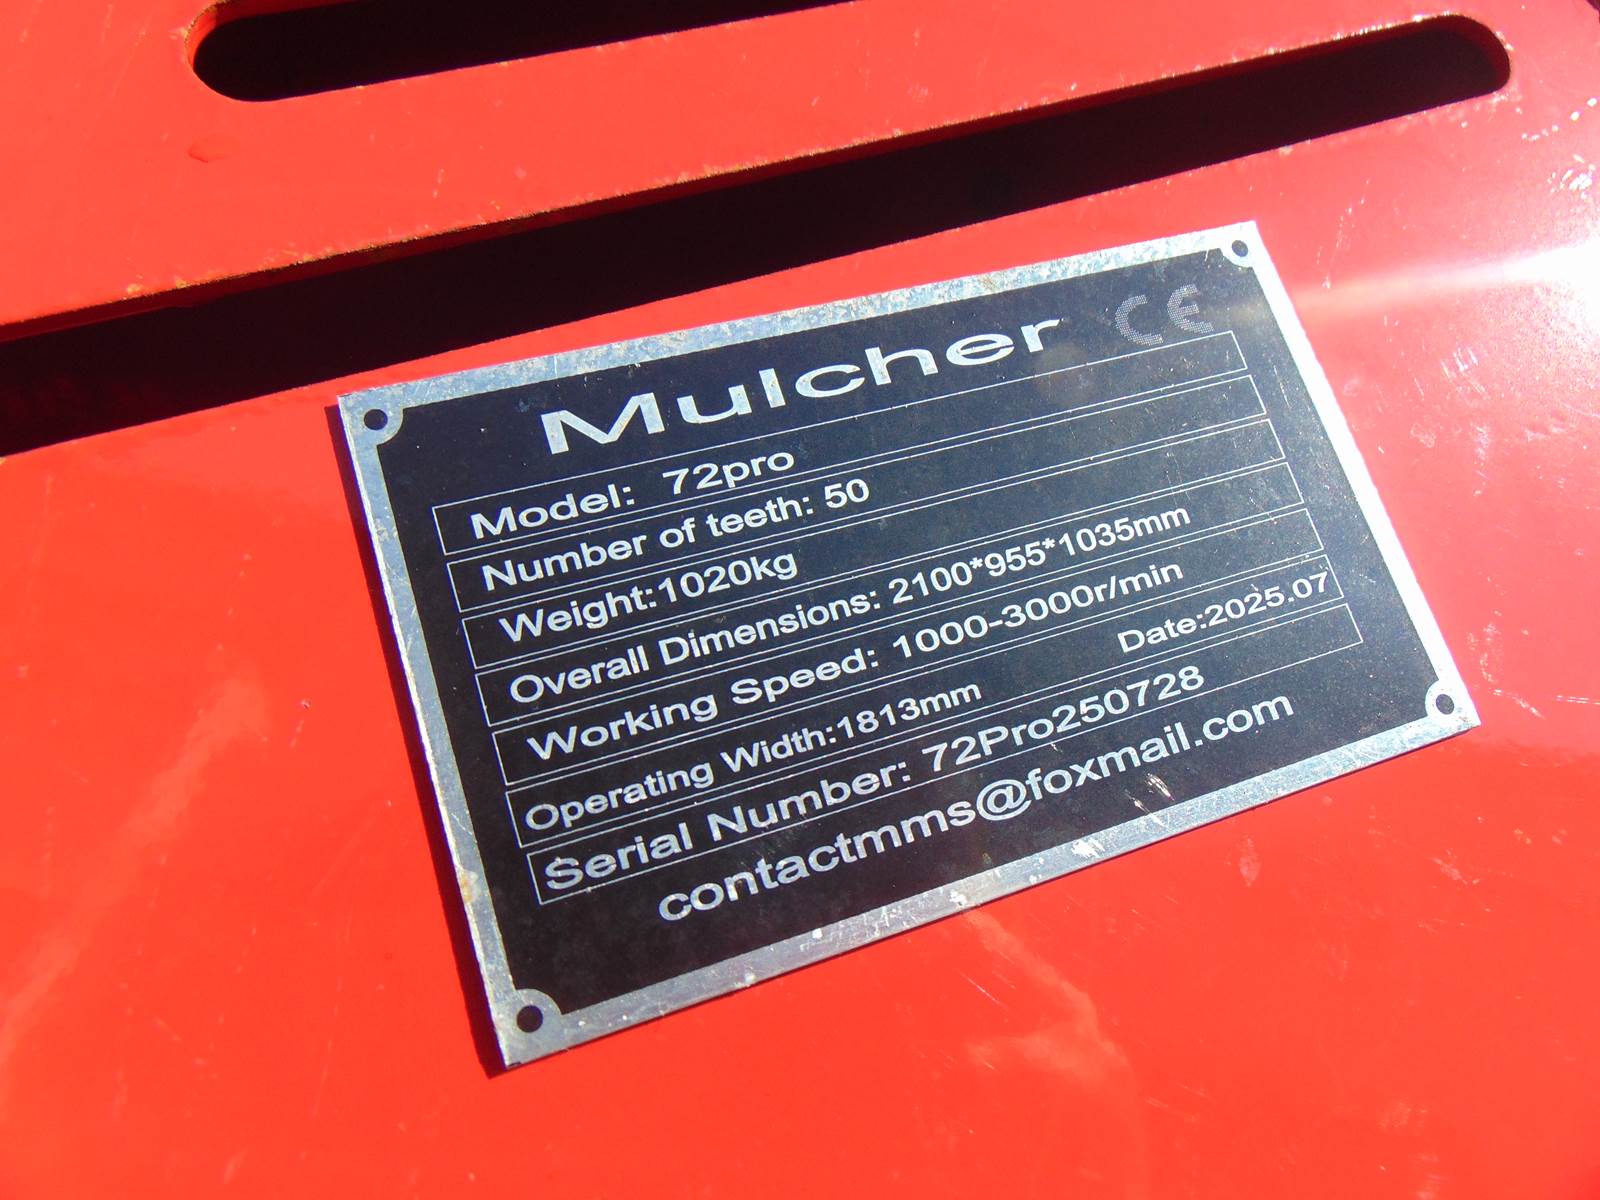 Mulcher CE
Model: 72pro
Number of teeth: 50
Weight:1020kg
Overall Dimensions: 2100*955*1035mm
Working Speed: 1000-3000r/min
Operating Width:1813mm Date:2025.07
Serial Number: 72Pro250728
contactmms@foxmail.com